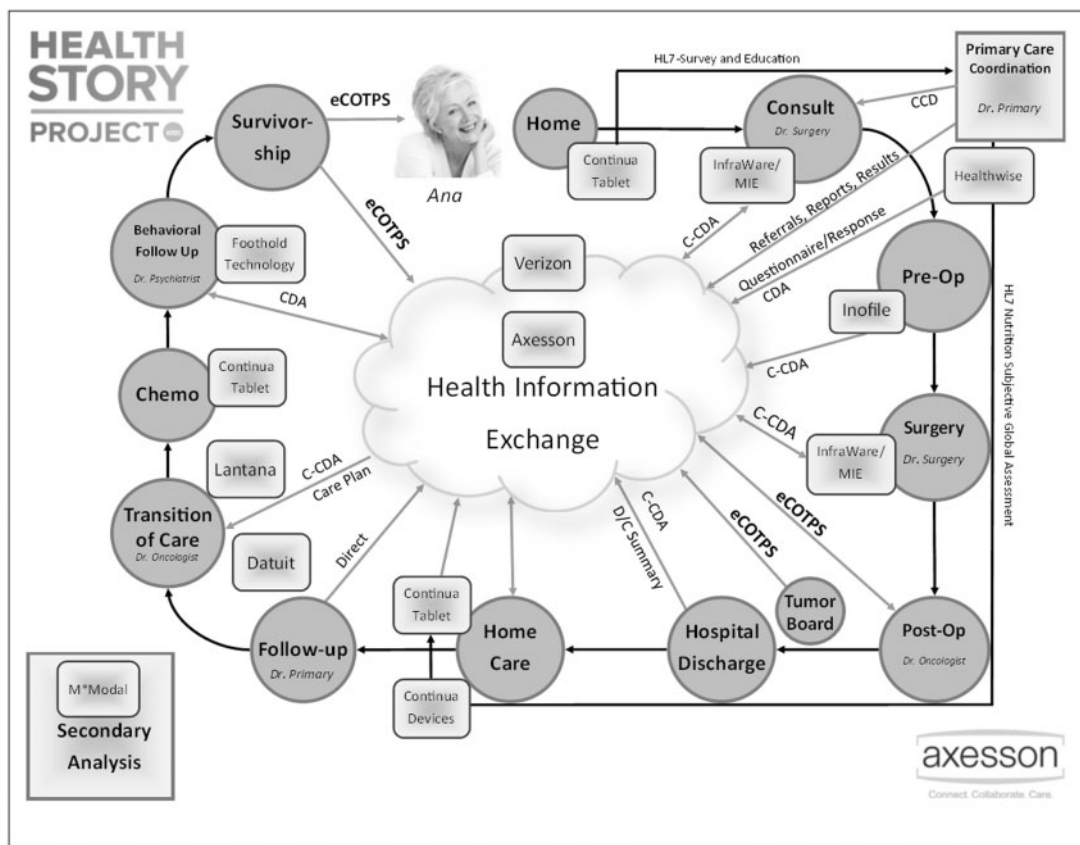 HEALTH
STORY
PROJECT
Survivor-
ship
eCOTPS
Ana
eCOTPS
Home
Continua
Tablet
HL7-Survey and Education
Consult
Dr. Surgery
InfraWare/
MIE
C-CDA
Primary Care
Coordination
Dr. Primary
CCD
Healthwise
Referrals, Reports, Results
Questionnaire/Response
CDA
Pre-Op
Inofile
C-CDA
HL7 Nutrition Subjective Global Assessment
Surgery
Dr. Surgery
InfraWare/
MIE
C-CDA
Behavioral
Follow Up
Dr. Psychiatrist
Foothold
Technology
CDA
Verizon
Axesson
Health Information
Exchange
Chemo
Continua
Tablet
Lantana
C-CDA
Care Plan
Transition
of Care
Dr. Oncologist
Datuit
Direct
Follow-up
Dr. Primary
Continua
Tablet
Continua
Devices
Home
Care
C-CDA
D/C Summary
Hospital
Discharge
eCOTPS
Tumor
Board
eCOTPS
Post-Op
Dr. Oncologist
M*Modal
Secondary
Analysis
axesson
Connect. Collaborate. Care.